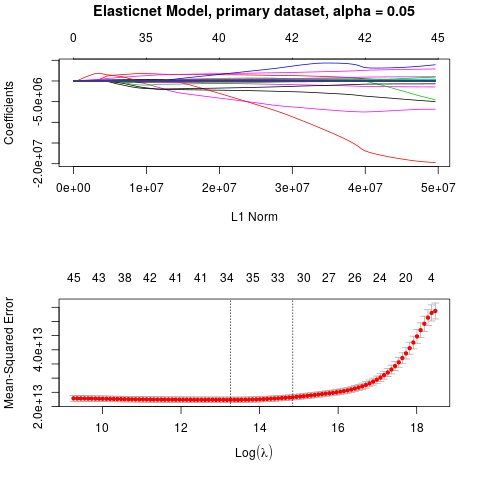 Elasticnet Model, primary dataset, alpha = 0.05
0 35 40 42 42 45
Coefficients
-5.0e+06
-2.0e+07
0e+00 1e+07 2e+07 3e+07 4e+07 5e+07
L1 Norm
45 43 38 42 41 41 34 35 33 30 27 26 24 20 4
Mean-Squared Error
4.0e+13
2.0e+13
10 12 14 16 18
Log(λ)